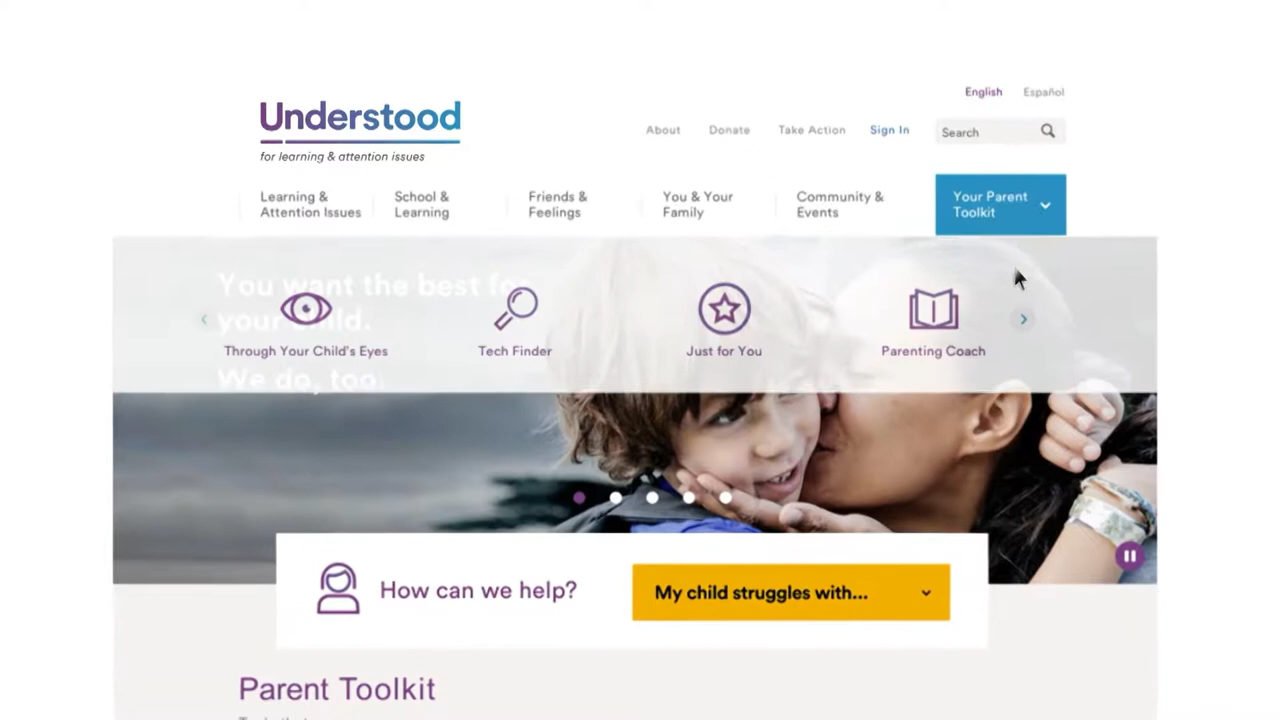 English Español
Understood
for learning & attention issues
About Donate Take Action Sign In Search
Learning & Attention Issues
School & Learning
Friends & Feelings
You & Your Family
Community & Events
Your Parent Toolkit
You want the best for
your child.
We do, too.
Through Your Child's Eyes
Tech Finder
Just for You
Parenting Coach
How can we help?
My child struggles with...
Parent Toolkit